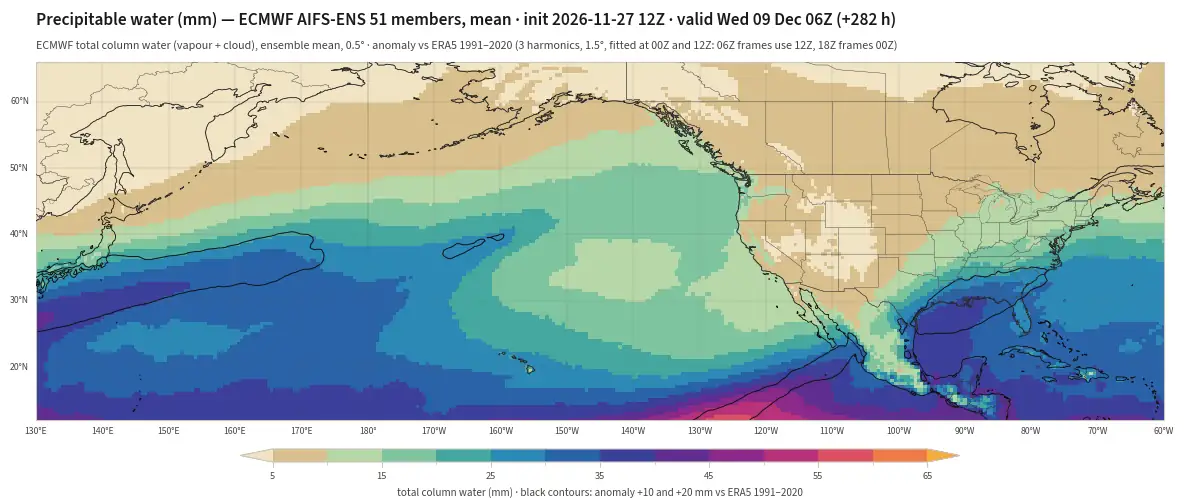 Precipitable water (mm) — ECMWF AIFS-ENS 51 members, mean · init 2026-11-27 12Z · valid Wed 09 Dec 06Z (+282 h)
ECMWF total column water (vapour + cloud), ensemble mean, 0.5° · anomaly vs ERA5 1991–2020 (3 harmonics, 1.5°, fitted at 00Z and 12Z: 06Z frames use 12Z, 18Z frames 00Z)
60°N
50°N
40°N
30°N
20°N
130°E 140°E 150°E 160°E 170°E 180° 170°W 160°W 150°W 140°W 130°W 120°W 110°W 100°W 90°W 80°W 70°W 60°W
5 15 25 35 45 55 65
total column water (mm) · black contours: anomaly +10 and +20 mm vs ERA5 1991–2020